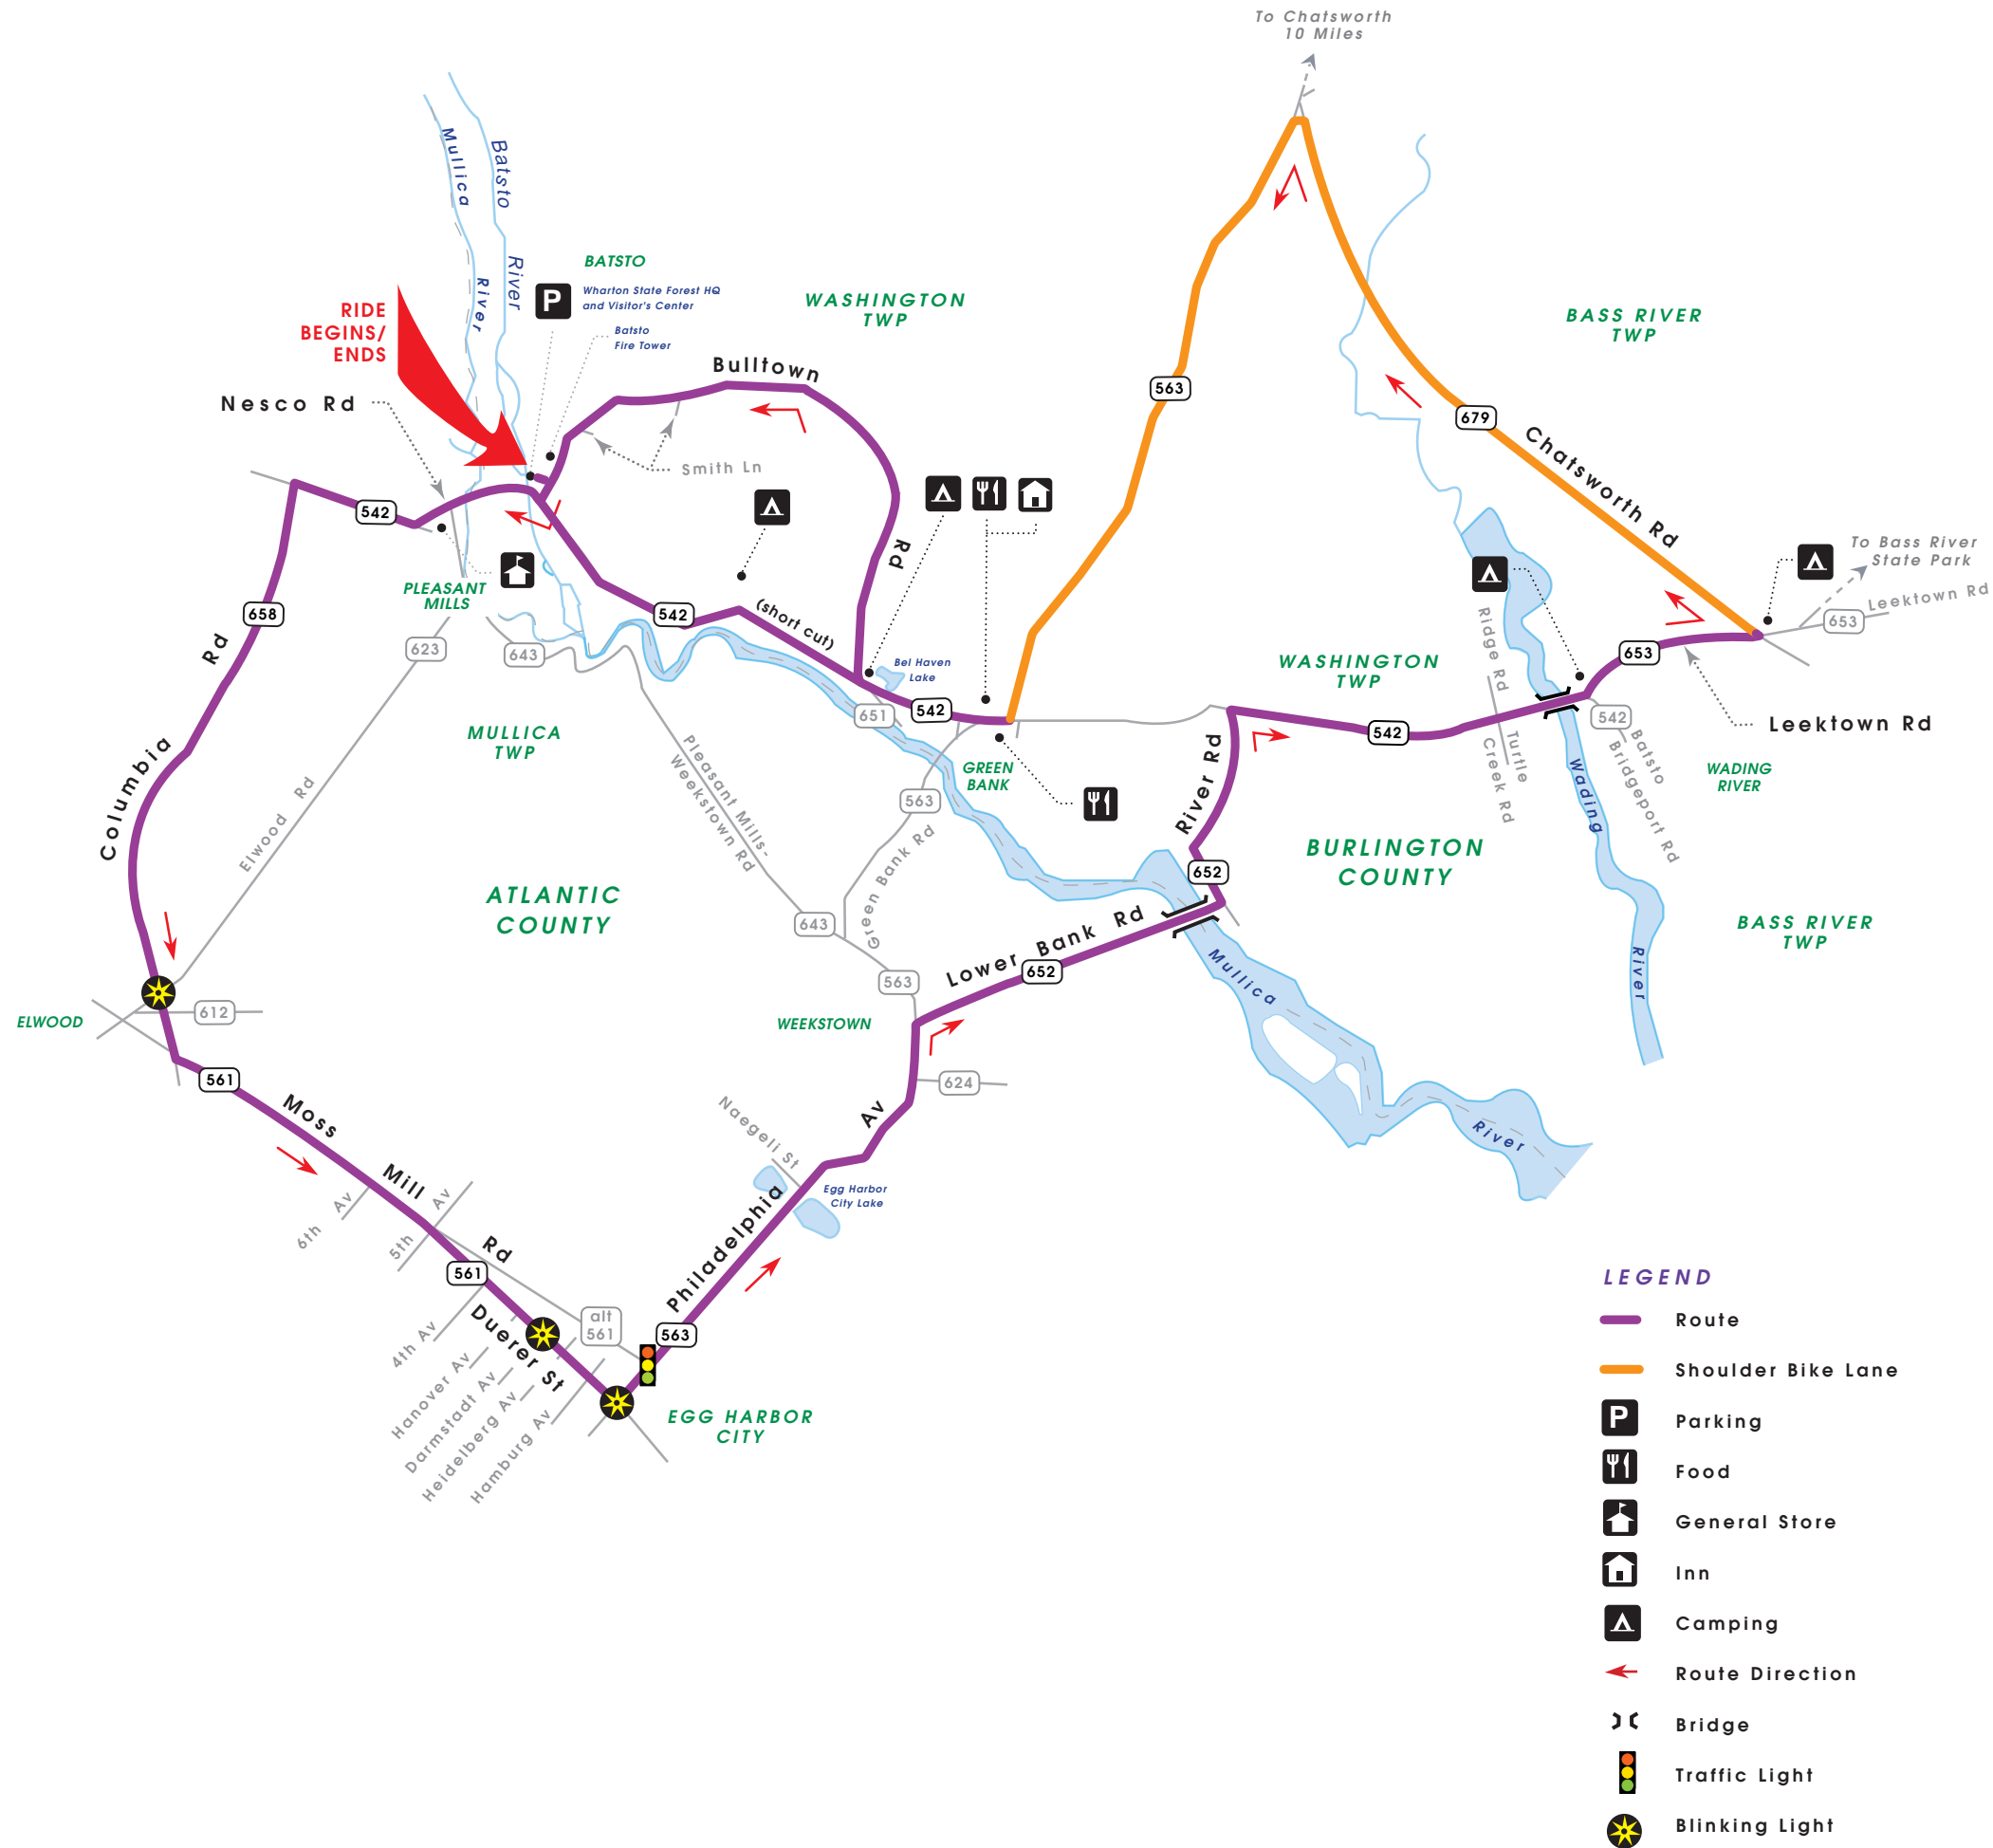 To Chatsworth
10 Miles
Mullica
River
Batsto
River
BATSTO
P
Wharton State Forest HQ
and Visitor's Center
Batsto
Fire Tower
WASHINGTON
TWP
BASS RIVER
TWP
RIDE
BEGINS/
ENDS
Nesco Rd
Bulltown
Rd
Smith Ln
563
679
Chatsworth Rd
542
658
PLEASANT
MILLS
542
(short cut)
To Bass River
State Park
Leektown Rd
653
653
Leektown Rd
623
643
Columbia
Rd
Elwood Rd
MULLICA
TWP
Bel Haven
Lake
651
542
WASHINGTON
TWP
Ridge Rd
Turtle
Creek Rd
542
542
Batsto
Bridgeport Rd
WADING
RIVER
Wading
River
Pleasant Mills-
Weekstown Rd
GREEN
BANK
563
Green Bank Rd
River Rd
652
BURLINGTON
COUNTY
BASS RIVER
TWP
ATLANTIC
COUNTY
643
563
Lower Bank Rd
652
Mullica
River
ELWOOD
612
WEEKSTOWN
624
561
Moss
Mill
Rd
Naegeli St
Philadelphia
Av
Egg Harbor
City Lake
6th Av
5th Av
561
4th Av
Duerer St
alt
561
563
Hanover Av
Darmstadt Av
Heidelberg Av
Hamburg Av
EGG HARBOR
CITY
LEGEND
Route
Shoulder Bike Lane
P Parking
Food
General Store
Inn
Camping
Route Direction
Bridge
Traffic Light
Blinking Light